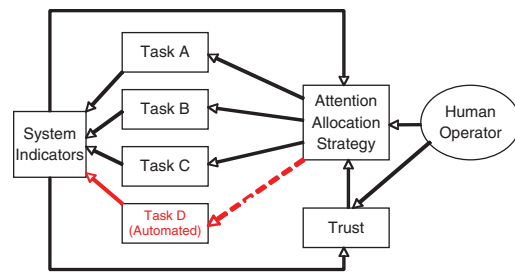 Task A
Task B
Task C
Task D
(Automated)
System
Indicators
Attention
Allocation
Strategy
Human
Operator
Trust